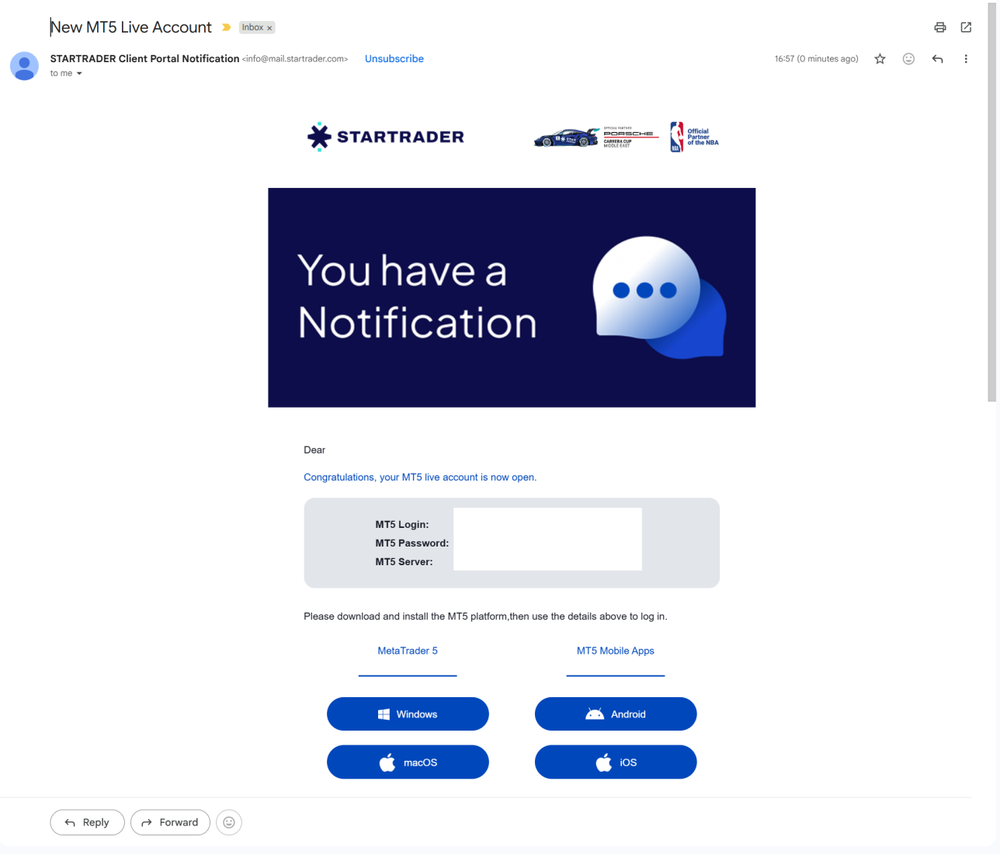 New MT5 Live Account
Inbox ×
STARTRADER Client Portal Notification <info@mail.startrader.com> Unsubscribe
16:57 (0 minutes ago)
to me
STARTRADER
OFFICIAL PARTNER
PORSCHE
CARRERA CUP
MIDDLE EAST
NBA
Official
Partner
of the NBA
You have a
Notification
Dear
Congratulations, your MT5 live account is now open.
MT5 Login:
MT5 Password:
MT5 Server:
Please download and install the MT5 platform,then use the details above to log in.
MetaTrader 5
MT5 Mobile Apps
Windows
Android
macOS
iOS
Reply
Forward